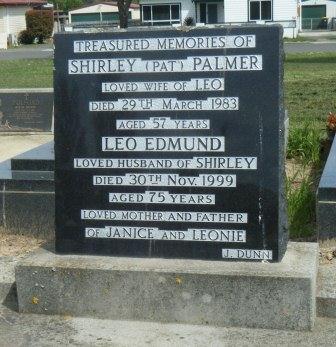 TREASURED MEMORIES OF
SHIRLEY (PAT) PALMER
LOVED WIFE OF LEO
DIED 29TH MARCH 1983
AGED 57 YEARS
LEO EDMUND
LOVED HUSBAND OF SHIRLEY
DIED 30TH NOV. 1999
AGED 75 YEARS
LOVED MOTHER AND FATHER
OF JANICE AND LEONIE
J. DUNN